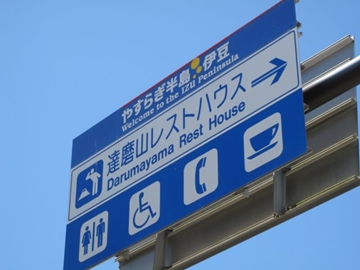 やすらぎ半島 伊豆
Welcome to the IZU Peninsula
達磨山レストハウス
Darumayama Rest House